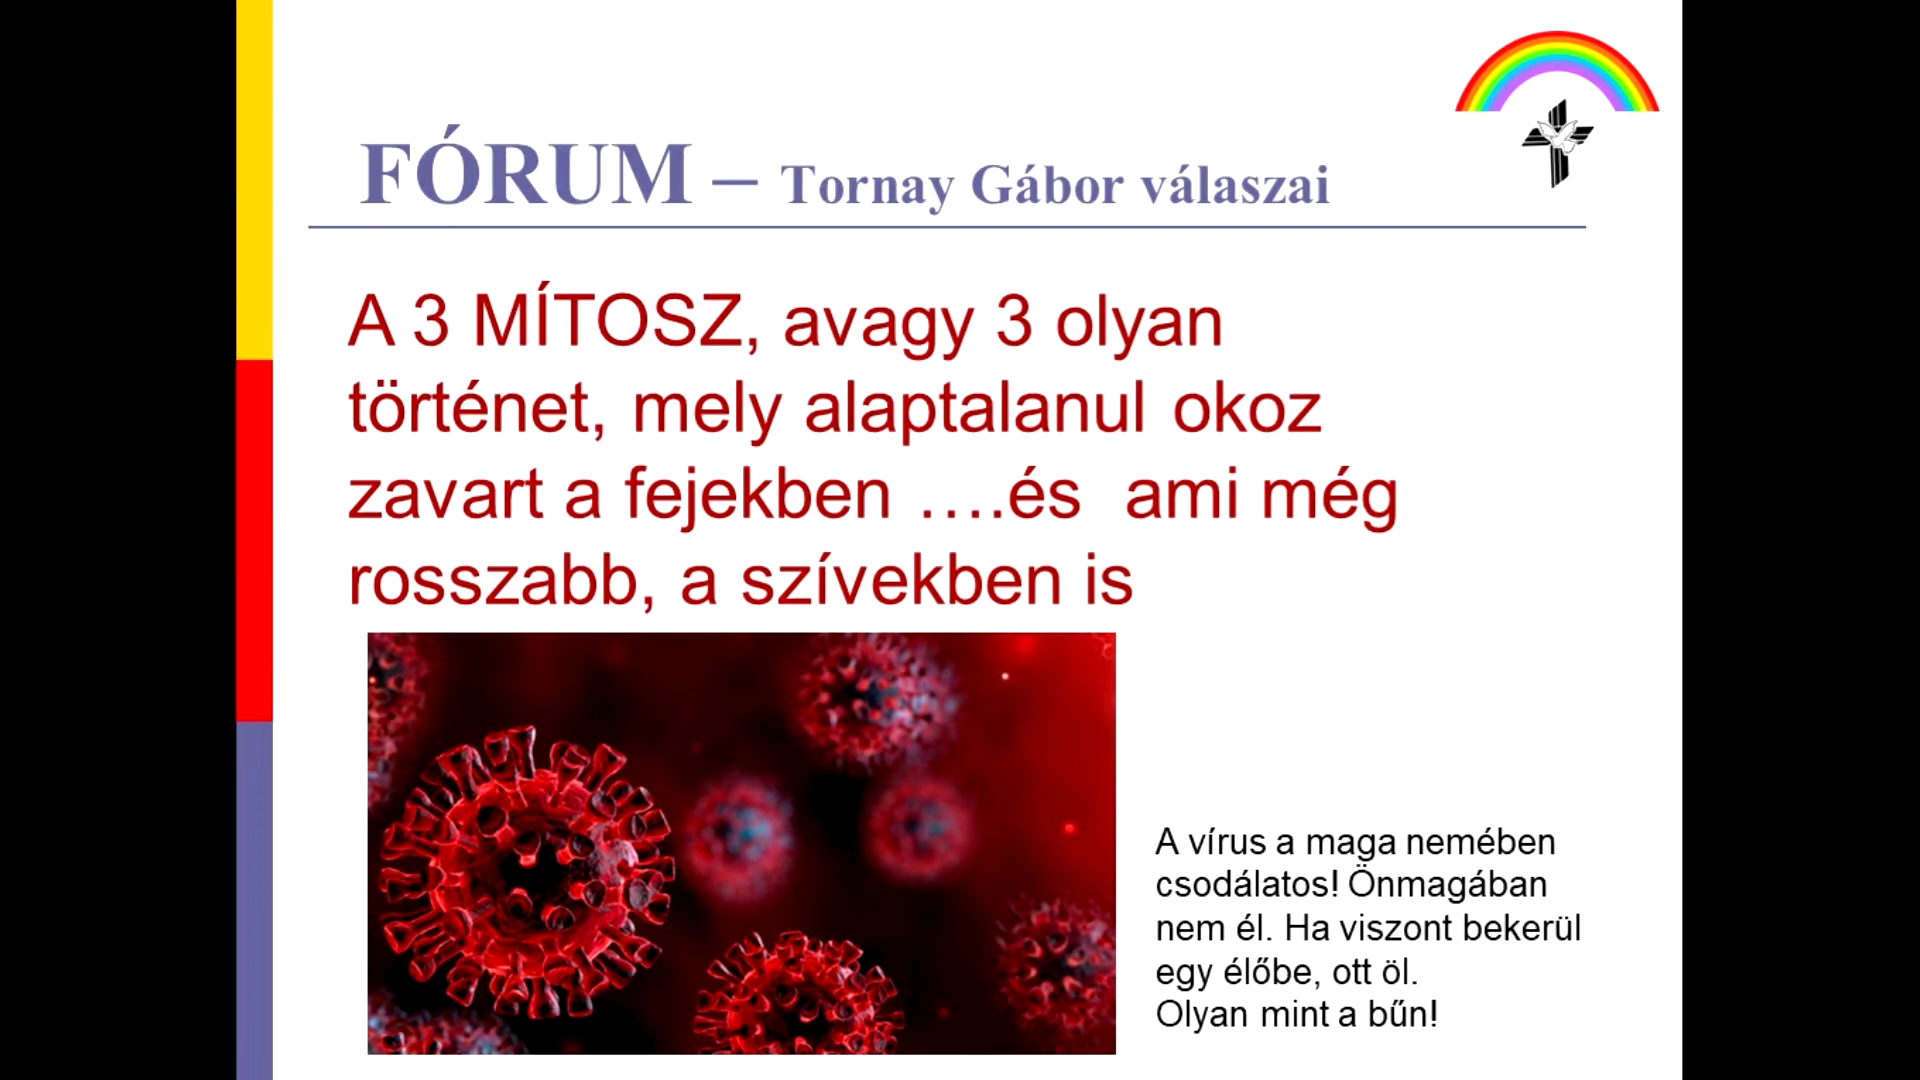 FÓRUM – Tornay Gábor válaszai
A 3 MÍTOSZ, avagy 3 olyan
történet, mely alaptalanul okoz
zavart a fejekben ….és  ami még
rosszabb, a szívekben is
A vírus a maga nemében
csodálatos! Önmagában
nem él. Ha viszont bekerül
egy élőbe, ott öl.
Olyan mint a bűn!